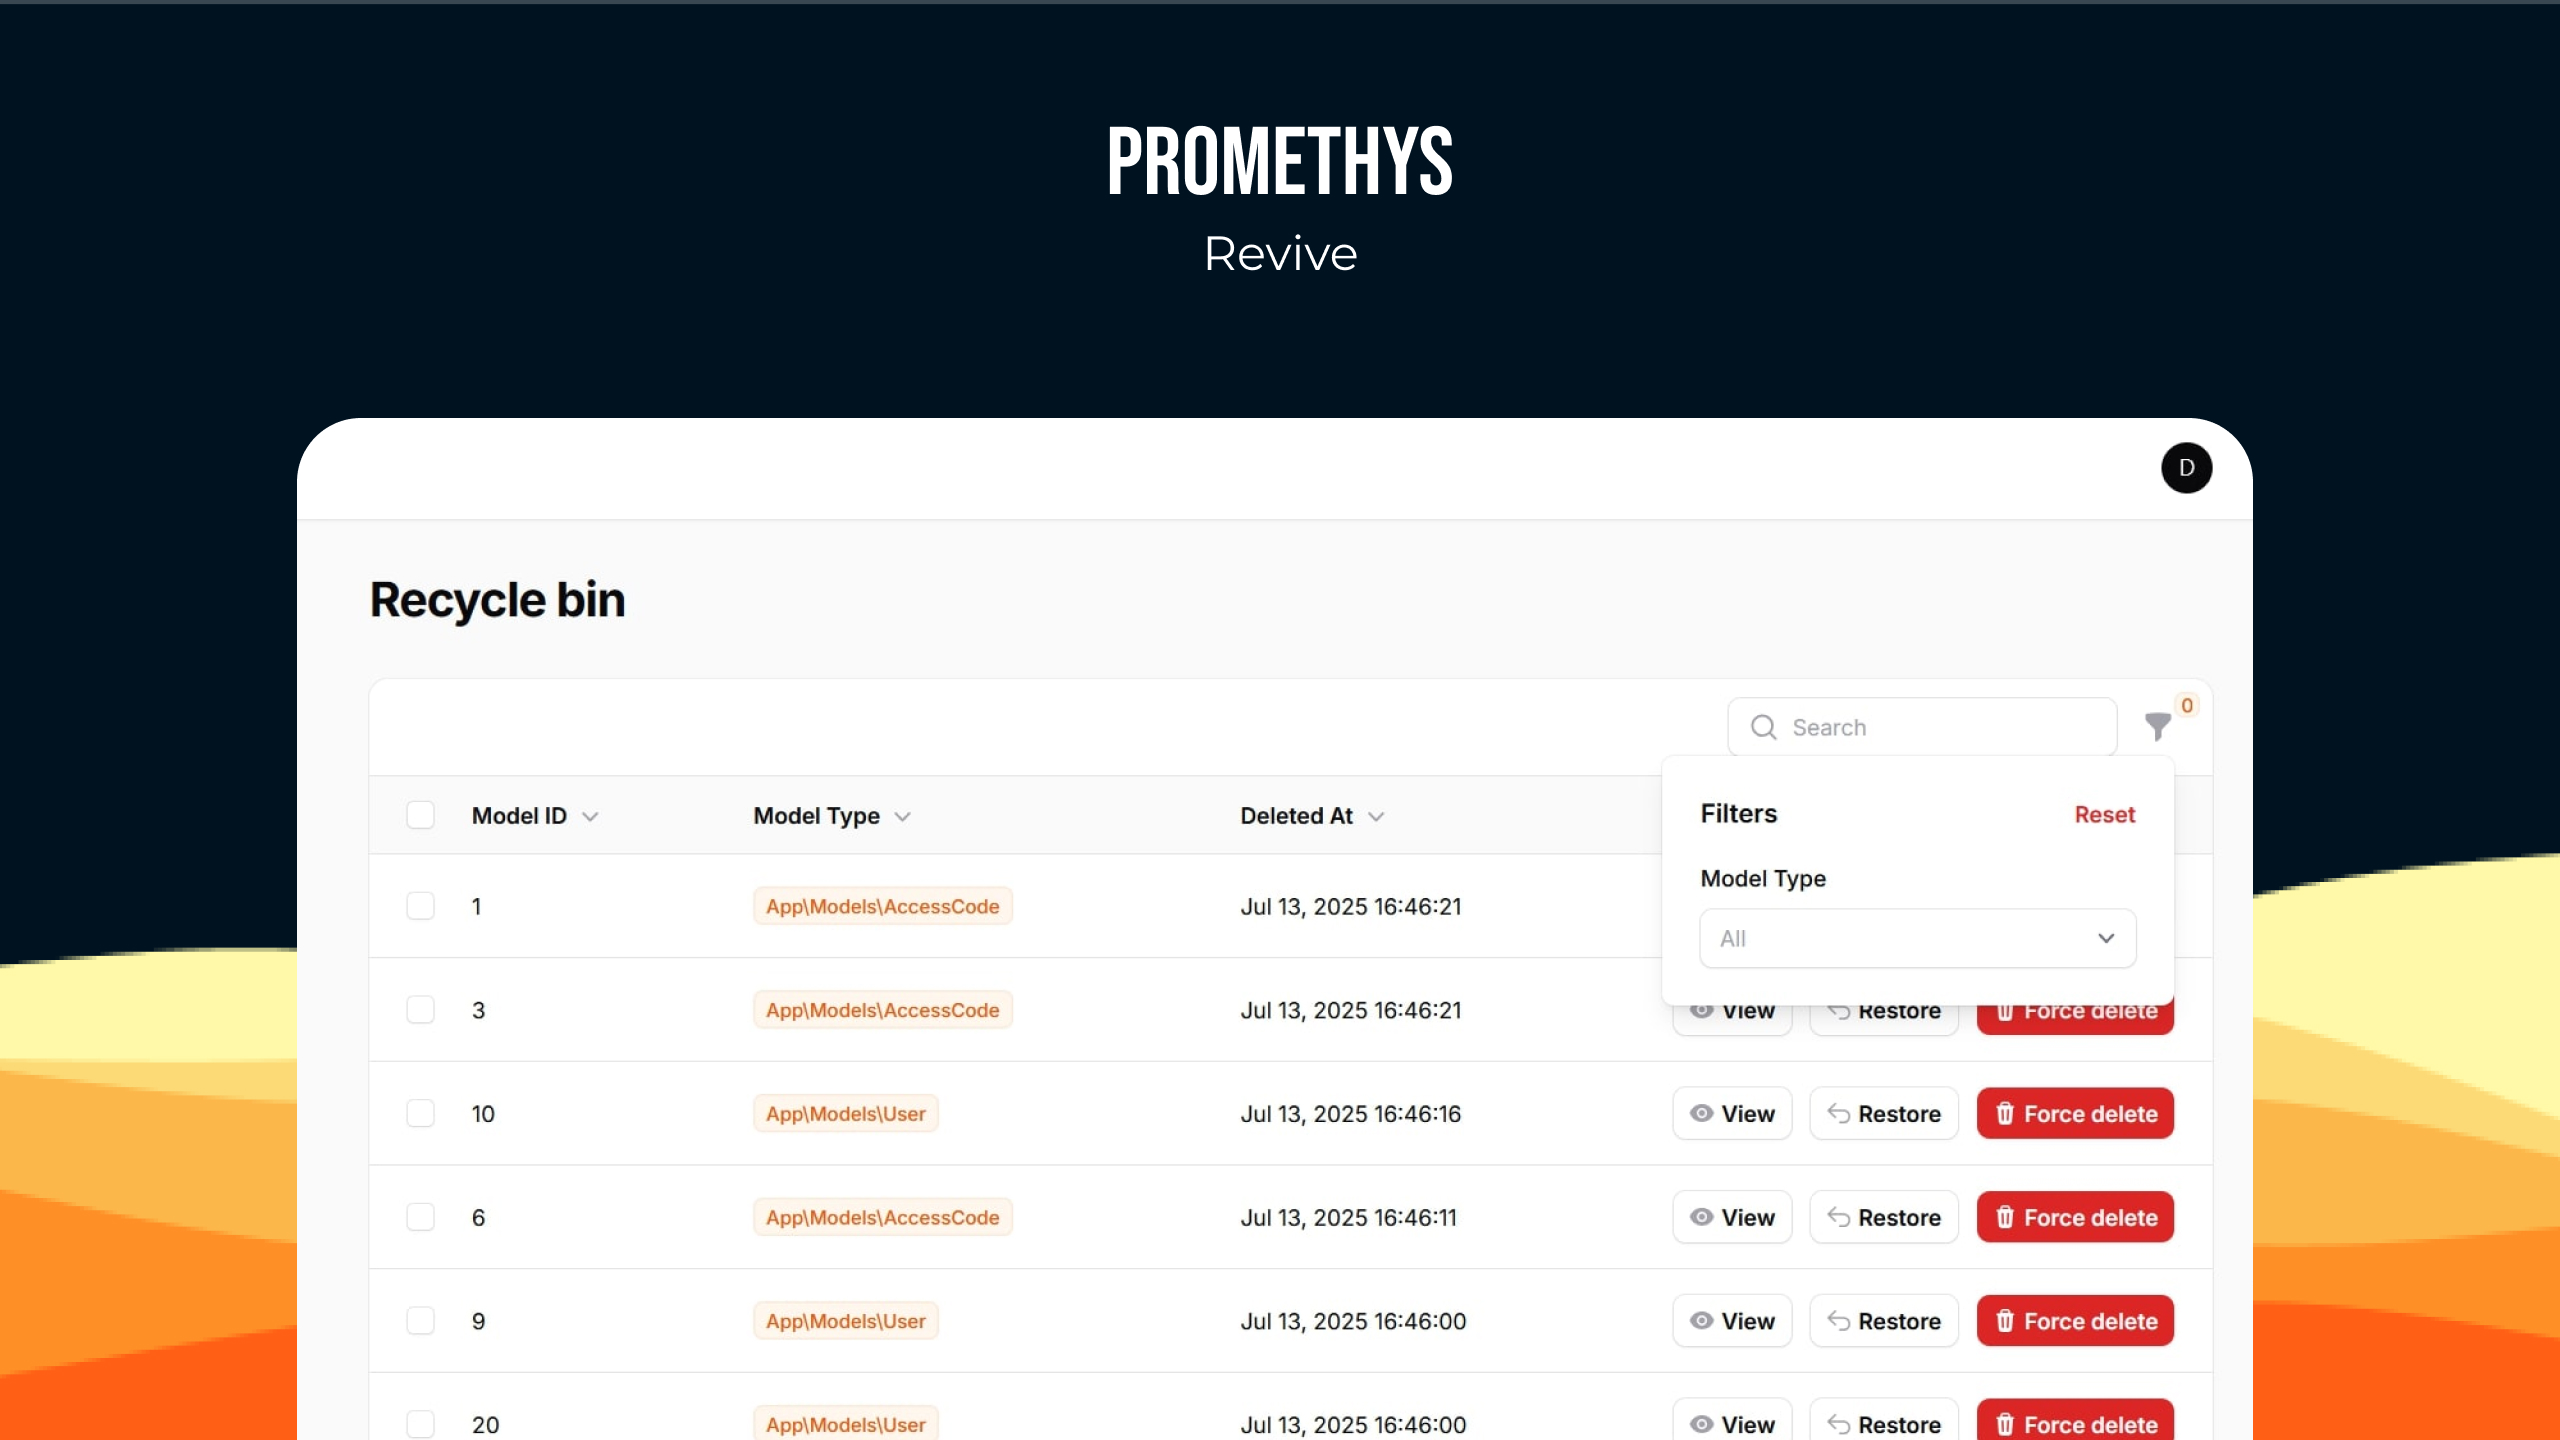 PROMETHYS
Revive
D
Recycle bin
Search 0
Model ID Model Type Deleted At
Filters Reset
Model Type
All
1 App\Models\AccessCode Jul 13, 2025 16:46:21
3 App\Models\AccessCode Jul 13, 2025 16:46:21 View Restore Force delete
10 App\Models\User Jul 13, 2025 16:46:16 View Restore Force delete
6 App\Models\AccessCode Jul 13, 2025 16:46:11 View Restore Force delete
9 App\Models\User Jul 13, 2025 16:46:00 View Restore Force delete
20 App\Models\User Jul 13, 2025 16:46:00 View Restore Force delete